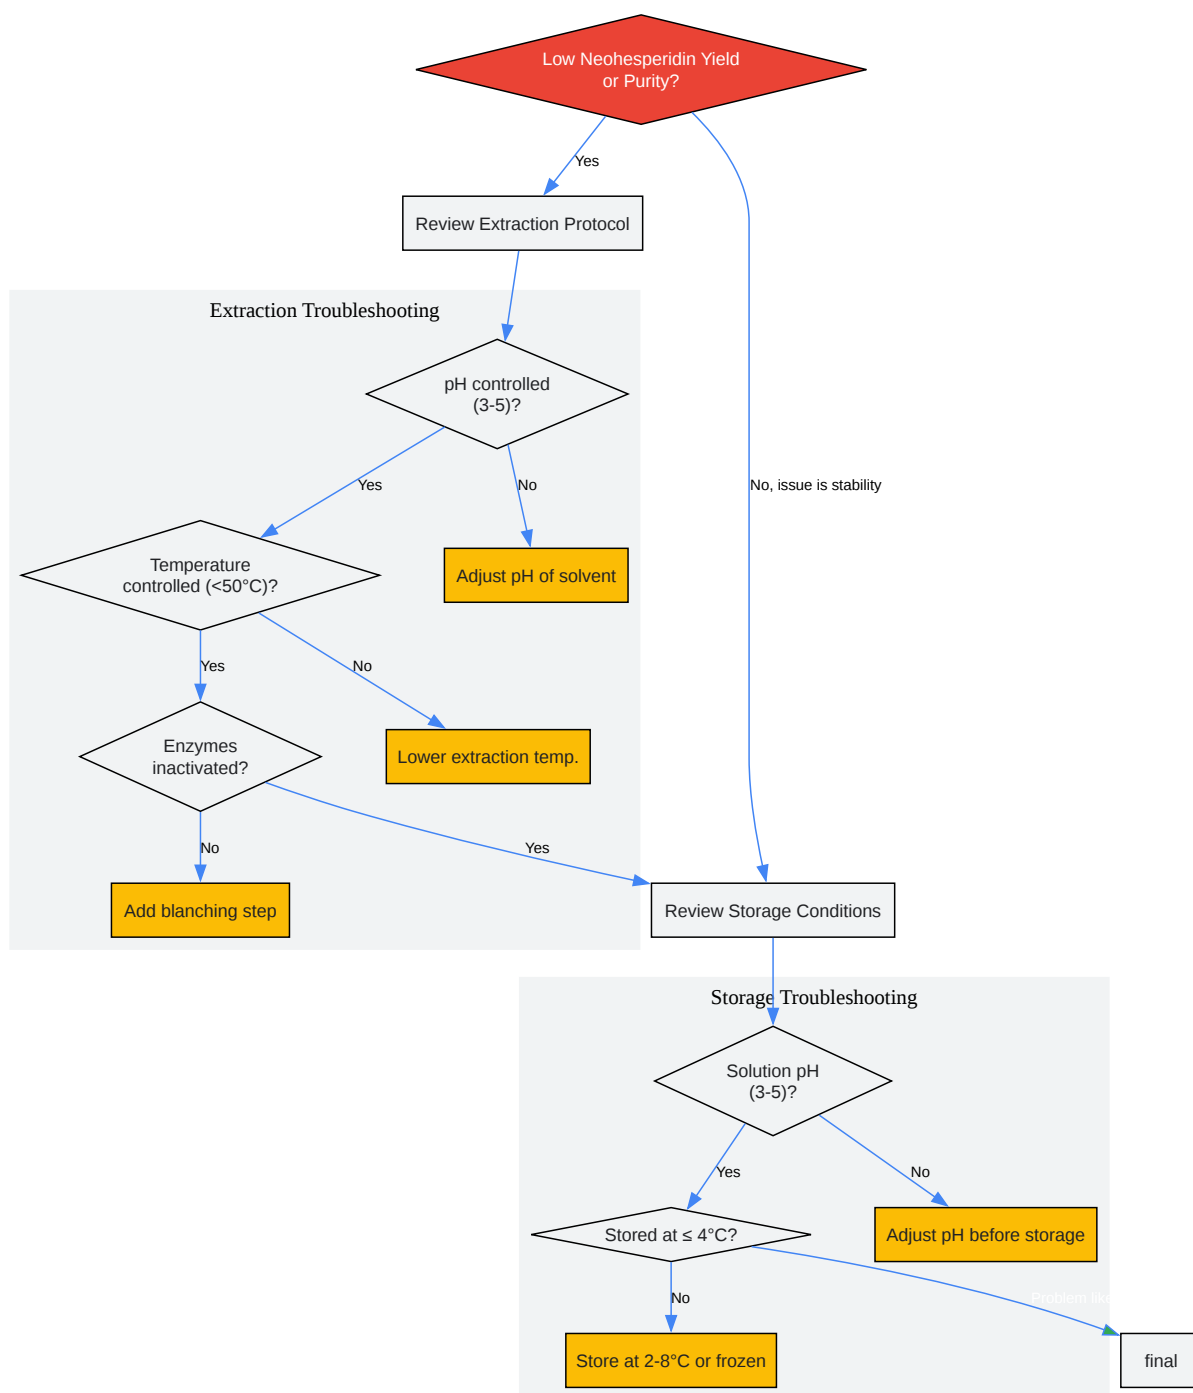 Low Neohesperidin Yield
or Purity?
Yes
Review Extraction Protocol
Extraction Troubleshooting
pH controlled
(3-5)?
Yes
No
No, issue is stability
Temperature
controlled (<50°C)?
Adjust pH of solvent
Yes
No
Enzymes
inactivated?
Lower extraction temp.
No
Yes
Add blanching step
Review Storage Conditions
Storage Troubleshooting
Solution pH
(3-5)?
Yes
No
Stored at ≤ 4°C?
Adjust pH before storage
No
Problem
Store at 2-8°C or frozen
final